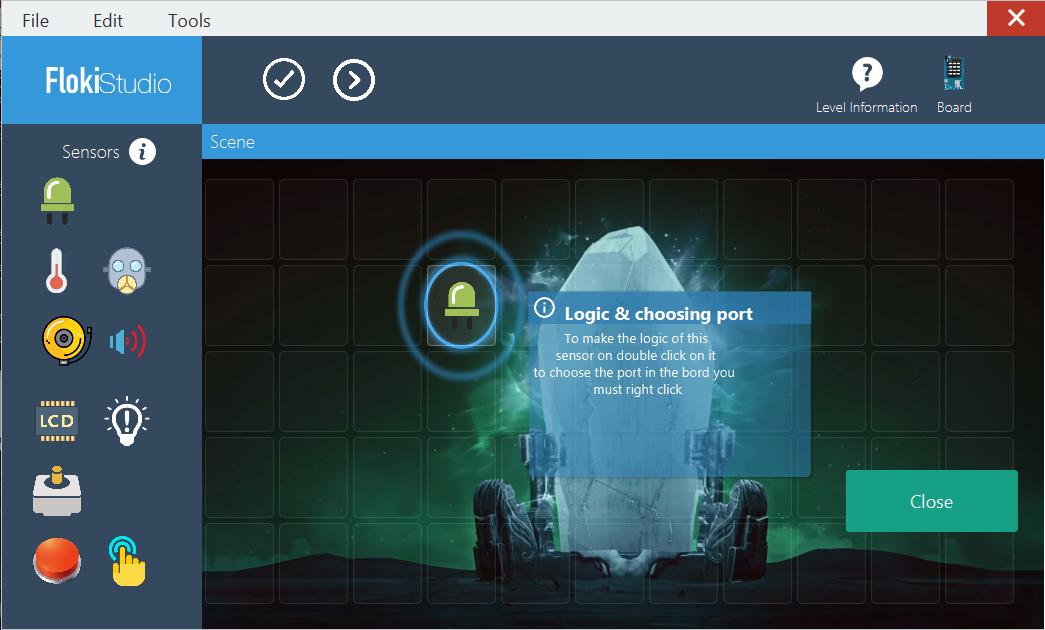 File Edit Tools
FlokiStudio
Level Information Board
Sensors i
Scene
Logic & choosing port
To make the logic of this
sensor on double click on it
to choose the port in the bord you
must right click
LCD
Close